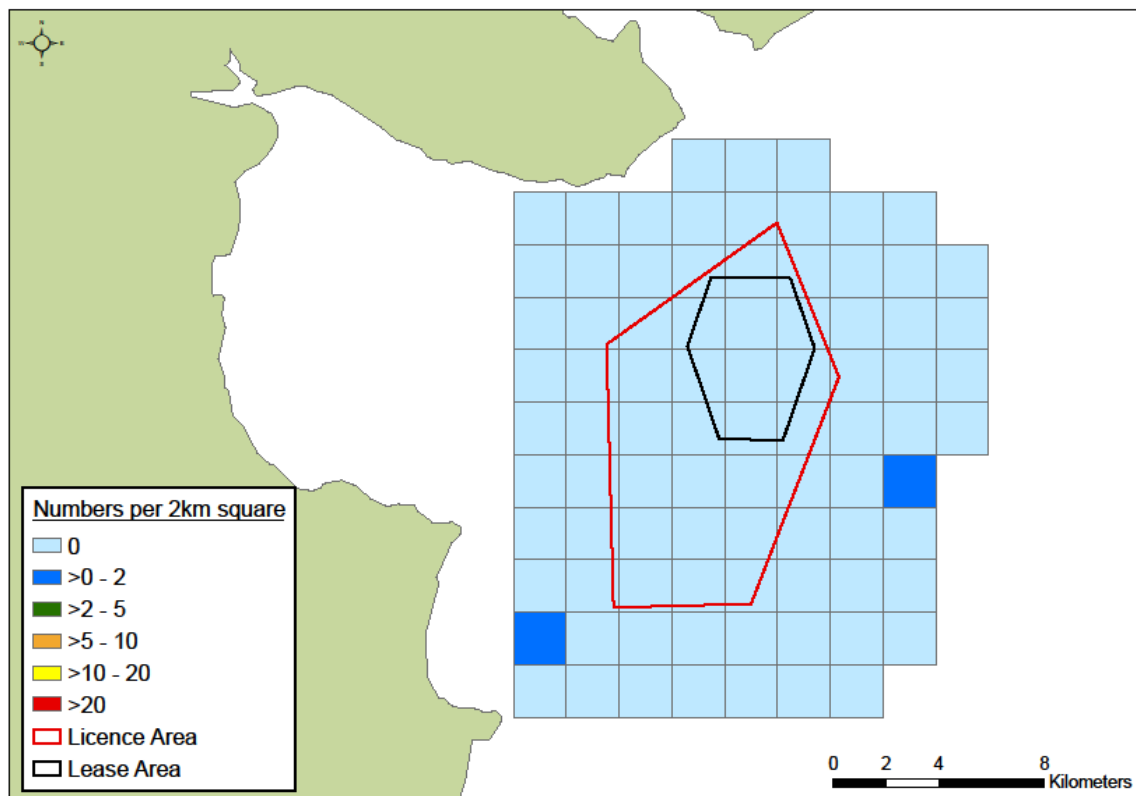 N
E
S
Numbers per 2km square
0
>0 - 2
>2 - 5
>5 - 10
>10 - 20
>20
Licence Area
Lease Area
0 2 4 8
Kilometers